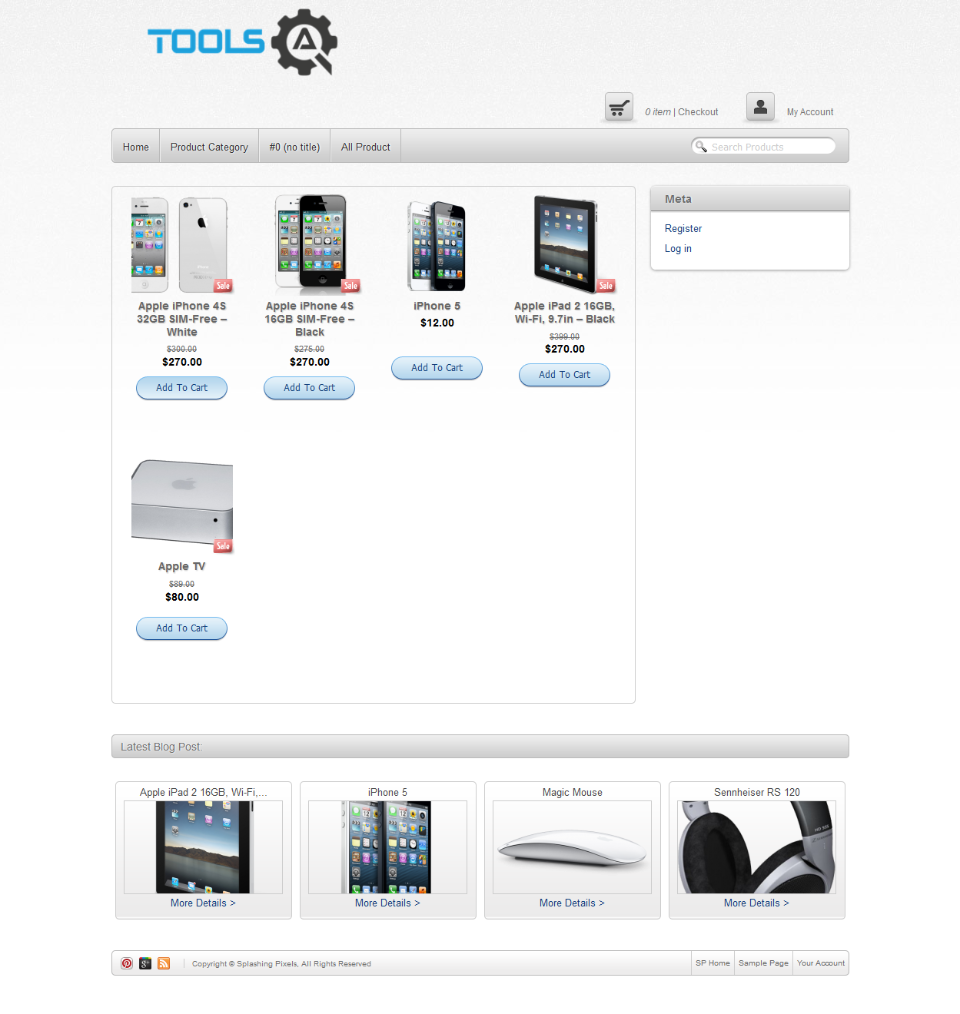 TOOLS QA
0 item | Checkout
My Account
Home
Product Category
#0 (no title)
All Product
Search Products
Meta
Register
Log in
Sale
Apple iPhone 4S
32GB SIM-Free –
White
$300.00
$270.00
Add To Cart
Sale
Apple iPhone 4S
16GB SIM-Free –
Black
$276.00
$270.00
Add To Cart
iPhone 5
$12.00
Add To Cart
Sale
Apple iPad 2 16GB,
Wi-Fi, 9.7in – Black
$399.00
$270.00
Add To Cart
Sale
Apple TV
$89.00
$80.00
Add To Cart
Latest Blog Post:
Apple iPad 2 16GB, Wi-Fi,...
More Details >
iPhone 5
More Details >
Magic Mouse
More Details >
Sennheiser RS 120
More Details >
Copyright © Splashing Pixels, All Rights Reserved
SP Home
Sample Page
Your Account